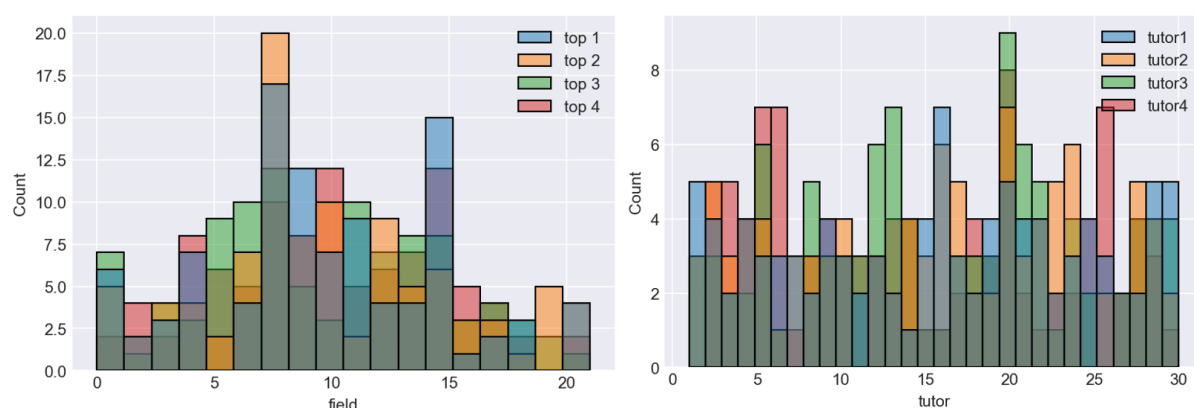 20.0
17.5
15.0
12.5
10.0
7.5
5.0
2.5
0.0
Count
0 5 10 15 20
field
top 1
top 2
top 3
top 4
8
6
4
2
0
Count
0 5 10 15 20 25 30
tutor
tutor1
tutor2
tutor3
tutor4